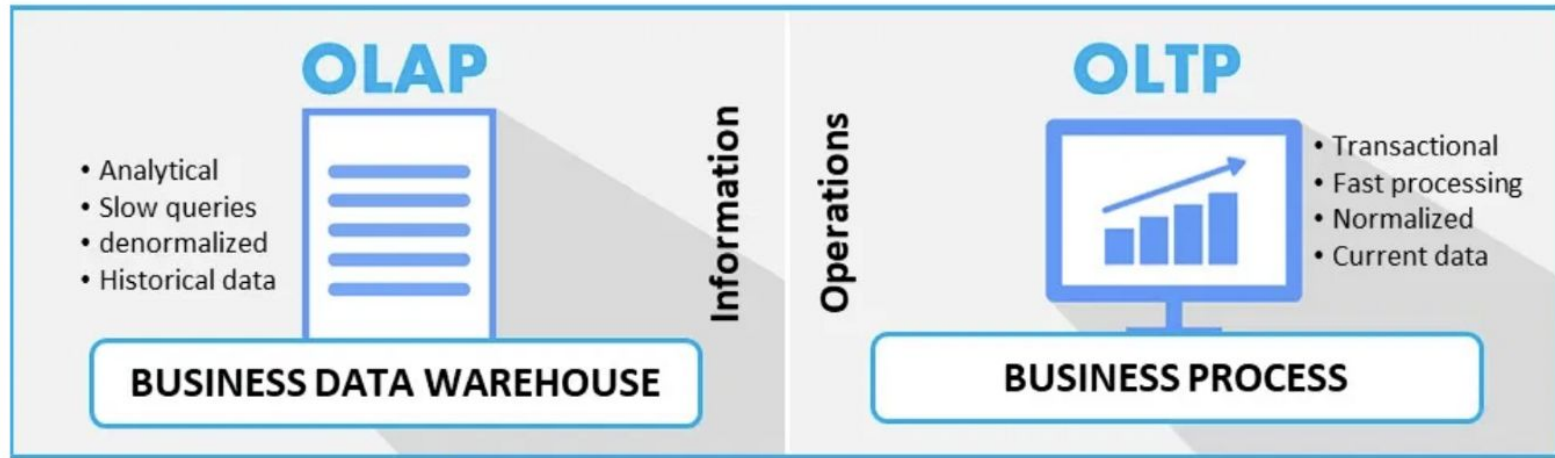 OLAP
• Analytical
• Slow queries
• denormalized
• Historical data
Information
BUSINESS DATA WAREHOUSE
OLTP
Operations
• Transactional
• Fast processing
• Normalized
• Current data
BUSINESS PROCESS